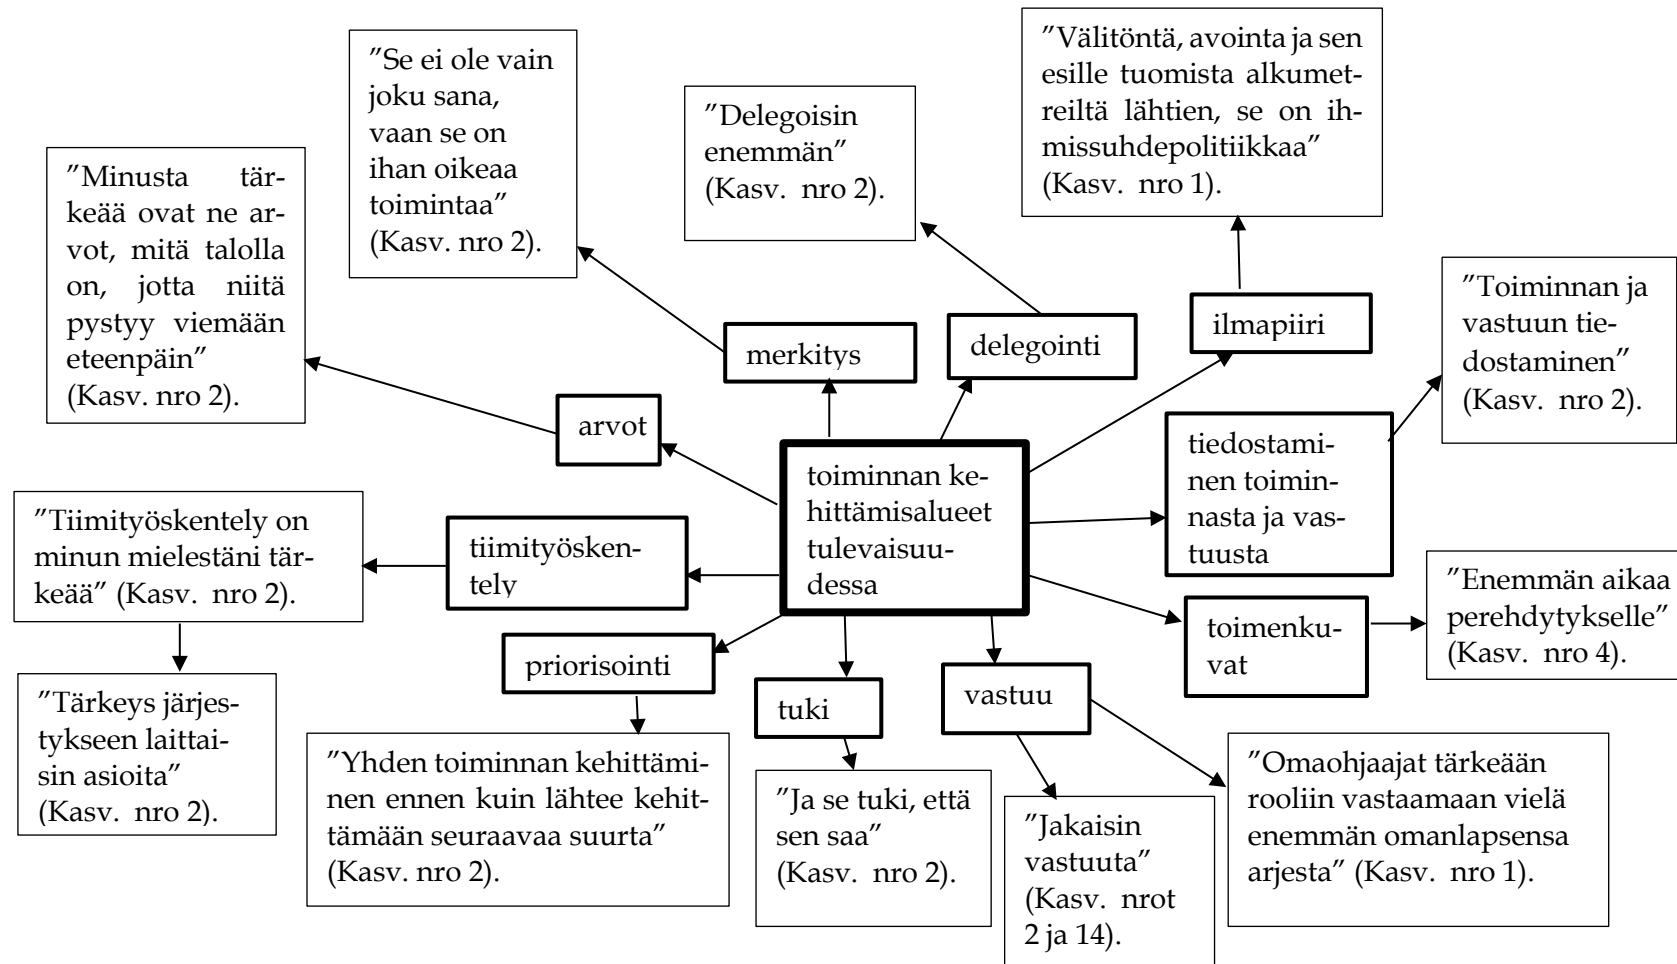 ”Välitöntä, avointa ja sen
esille tuomista alkumet-
reiltä lähtien, se on ih-
missuhdepolitiikkaa”
(Kasv. nro 1).
”Se ei ole vain
joku sana,
vaan se on
ihan oikeaa
toimintaa”
(Kasv. nro 2).
”Delegoisin
enemmän”
(Kasv. nro 2).
”Minusta tär-
keää ovat ne ar-
vot, mitä talolla
on, jotta niitä
pystyy viemään
eteenpäin”
(Kasv. nro 2).
”Toiminnan ja
vastuun tie-
dostaminen”
(Kasv. nro 2).
ilmapiiri
delegointi
merkitys
arvot
tiedostami-
nen toimin-
nasta ja vas-
tuusta
toiminnan ke-
hittämisalueet
tulevaisuu-
dessa
”Tiimityöskentely on
minun mielestäni tär-
keää” (Kasv. nro 2).
tiimitysken-
tely
”Enemmän aikaa
perehdytykselle”
(Kasv. nro 4).
toimenku-
vat
priorisointi
tuki
vastuu
”Tärkeys järjes-
tykseen laittai-
sin asioita”
(Kasv. nro 2).
”Yhden toiminnan kehittämi-
nen ennen kuin lähtee kehit-
tämään seuraavaa suurta”
(Kasv. nro 2).
”Ja se tuki, että
sen saa”
(Kasv. nro 2).
”Jakaisin
vastuuta”
(Kasv. nrot
2 ja 14).
”Omaohjaajat tärkeään
rooliin vastaamaan vielä
enemmän omanlapsensa
arjesta” (Kasv. nro 1).